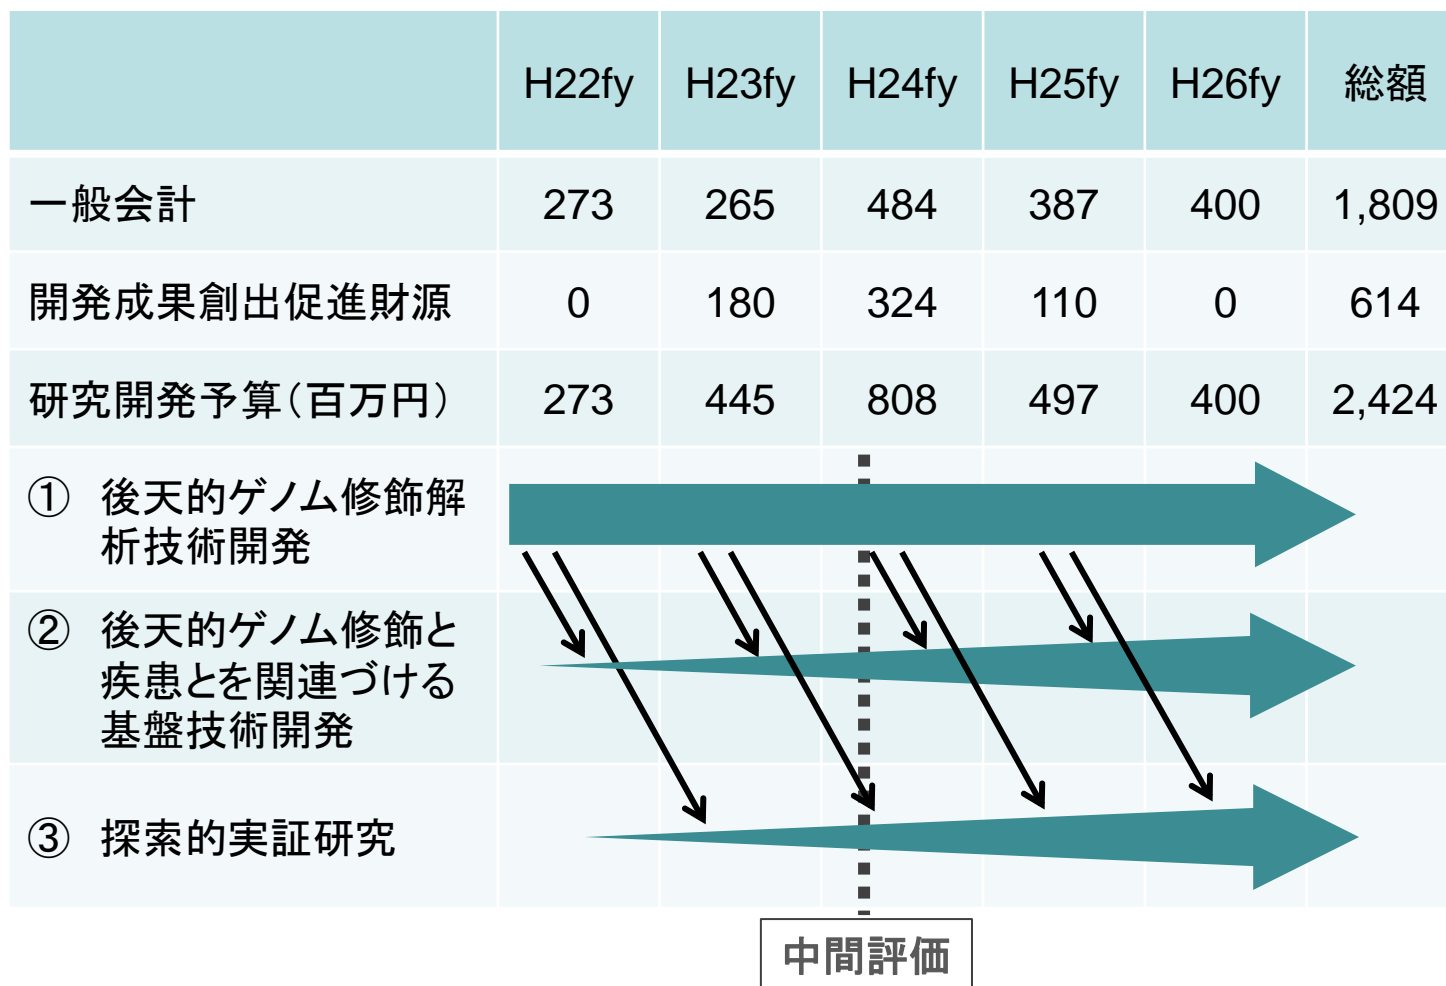 H22fy H23fy H24fy H25fy H26fy 総額
一般会計 273 265 484 387 400 1,809
開発成果創出促進財源 0 180 324 110 0 614
研究開発予算（百万円） 273 445 808 497 400 2,424
① 後天的ゲノム修飾解
析技術開発
② 後天的ゲノム修飾と
疾患とを関連づける
基盤技術開発
③ 探索的実証研究
中間評価